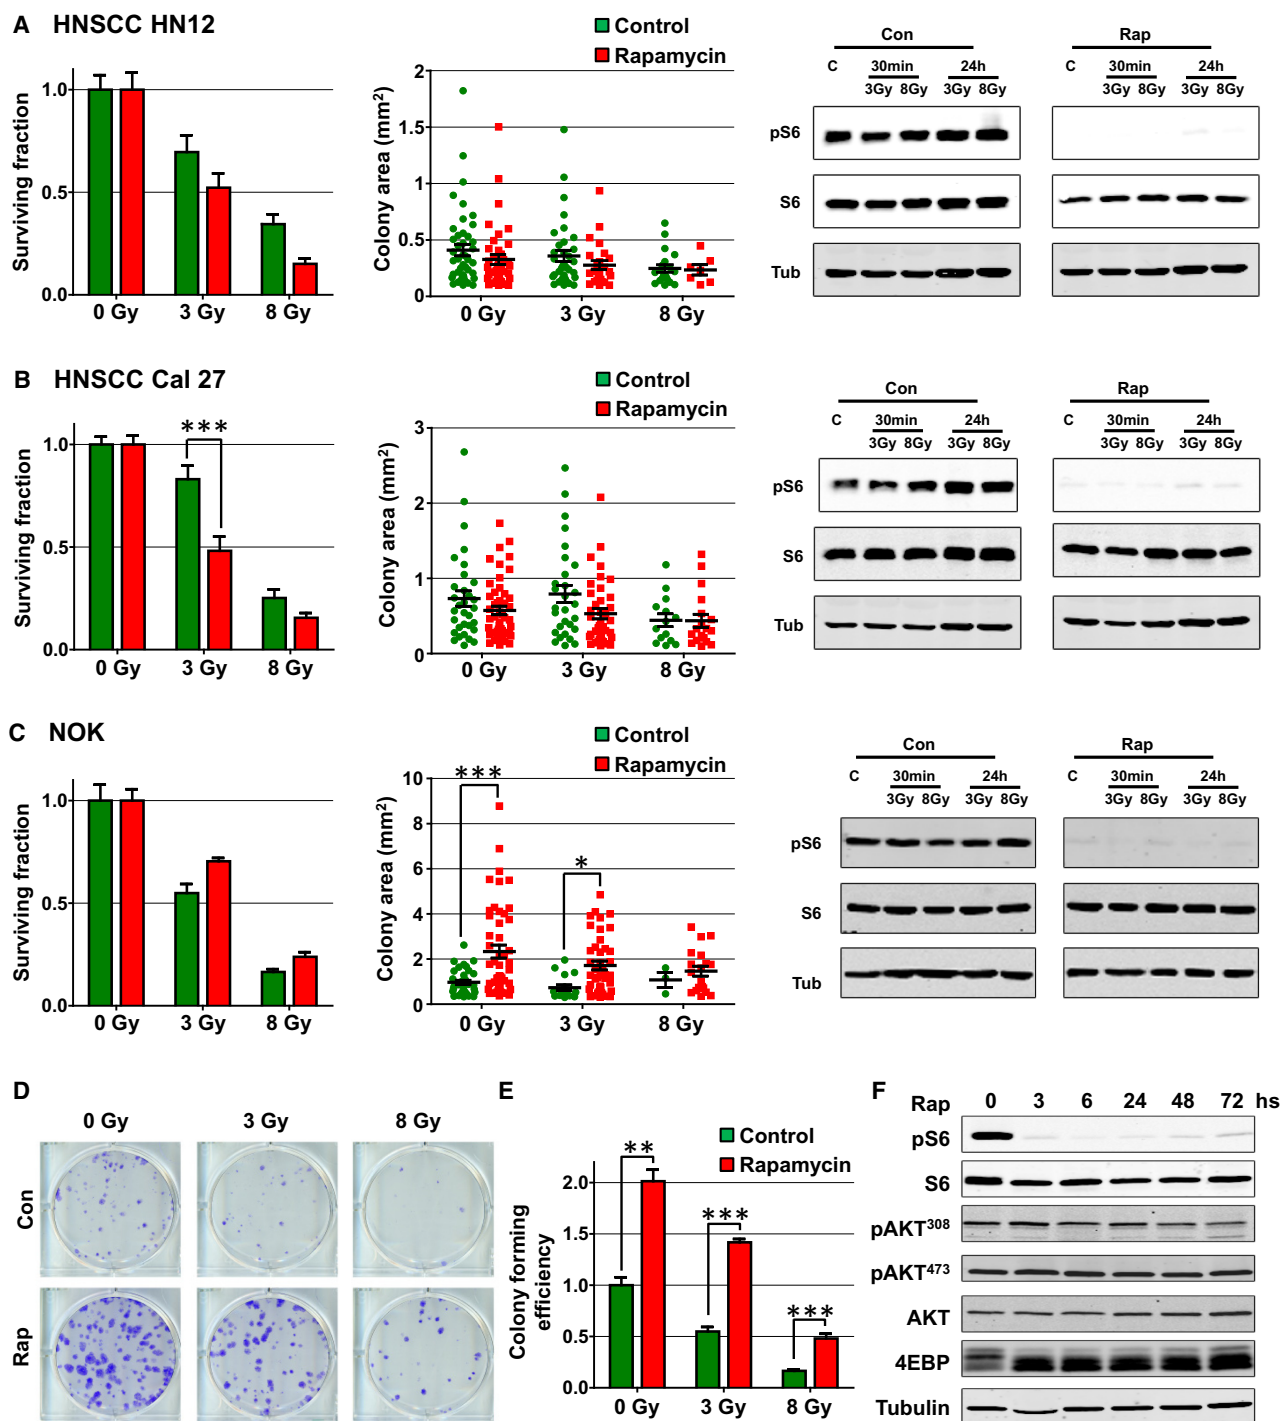 A HNSCC HN12
Control
Rapamycin
Surviving fraction
1.0
0.5
0.0
0 Gy 3 Gy 8 Gy
Colony area (mm²)
2
1.5
1
0.5
0
0 Gy 3 Gy 8 Gy
Con Rap
C 30min 24h C 30min 24h
3Gy 8Gy 3Gy 8Gy 3Gy 8Gy 3Gy 8Gy
pS6
S6
Tub
B HNSCC Cal 27
Control
Rapamycin
Surviving fraction
1.0
0.5
0.0
***
0 Gy 3 Gy 8 Gy
Colony area (mm²)
3
2
1
0
0 Gy 3 Gy 8 Gy
Con Rap
C 30min 24h C 30min 24h
3Gy 8Gy 3Gy 8Gy 3Gy 8Gy 3Gy 8Gy
pS6
S6
Tub
C NOK
Control
Rapamycin
Surviving fraction
1.0
0.5
0.0
0 Gy 3 Gy 8 Gy
Colony area (mm²)
10
8
6
4
2
0
***
*
0 Gy 3 Gy 8 Gy
Con Rap
C 30min 24h C 30min 24h
3Gy 8Gy 3Gy 8Gy 3Gy 8Gy 3Gy 8Gy
pS6
S6
Tub
D
0 Gy 3 Gy 8 Gy
Con
Rap
E
Control
Rapamycin
Colony forming
efficiency
2.0
1.5
1.0
0.5
0.0
**
***
***
0 Gy 3 Gy 8 Gy
F
Rap 0 3 6 24 48 72 hs
pS6
S6
pAKT³⁰⁸
pAKT⁴⁷³
AKT
4EBP
Tubulin